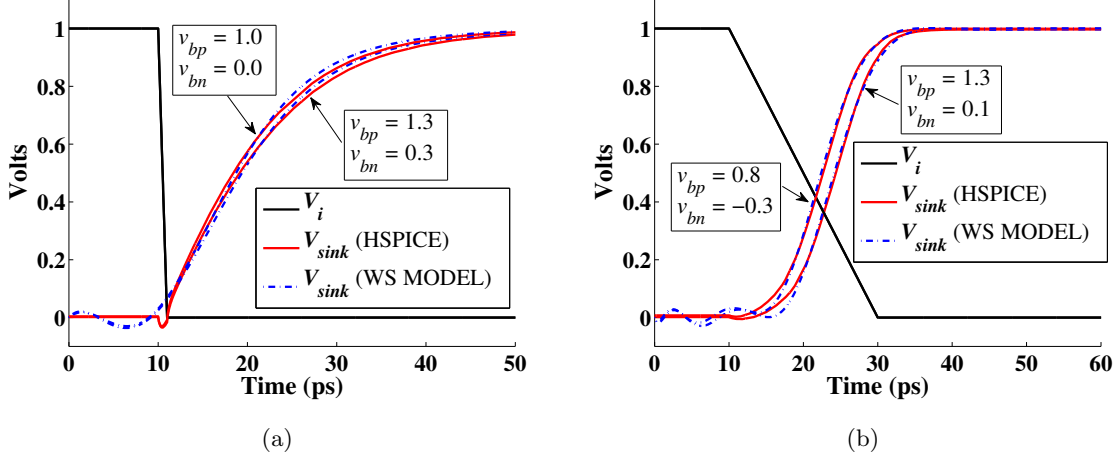 1
0.8
0.6
0.4
0.2
0
Volts
0
10
20
30
40
50
Time (ps)
v_bp = 1.0
v_bn = 0.0
v_bp = 1.3
v_bn = 0.3
V_i
V_sink (HSPICE)
V_sink (WS MODEL)
(a)
1
0.8
0.6
0.4
0.2
0
Volts
0
10
20
30
40
50
60
Time (ps)
v_bp = 1.3
v_bn = 0.1
v_bp = 0.8
v_bn = −0.3
V_i
V_sink (HSPICE)
V_sink (WS MODEL)
(b)